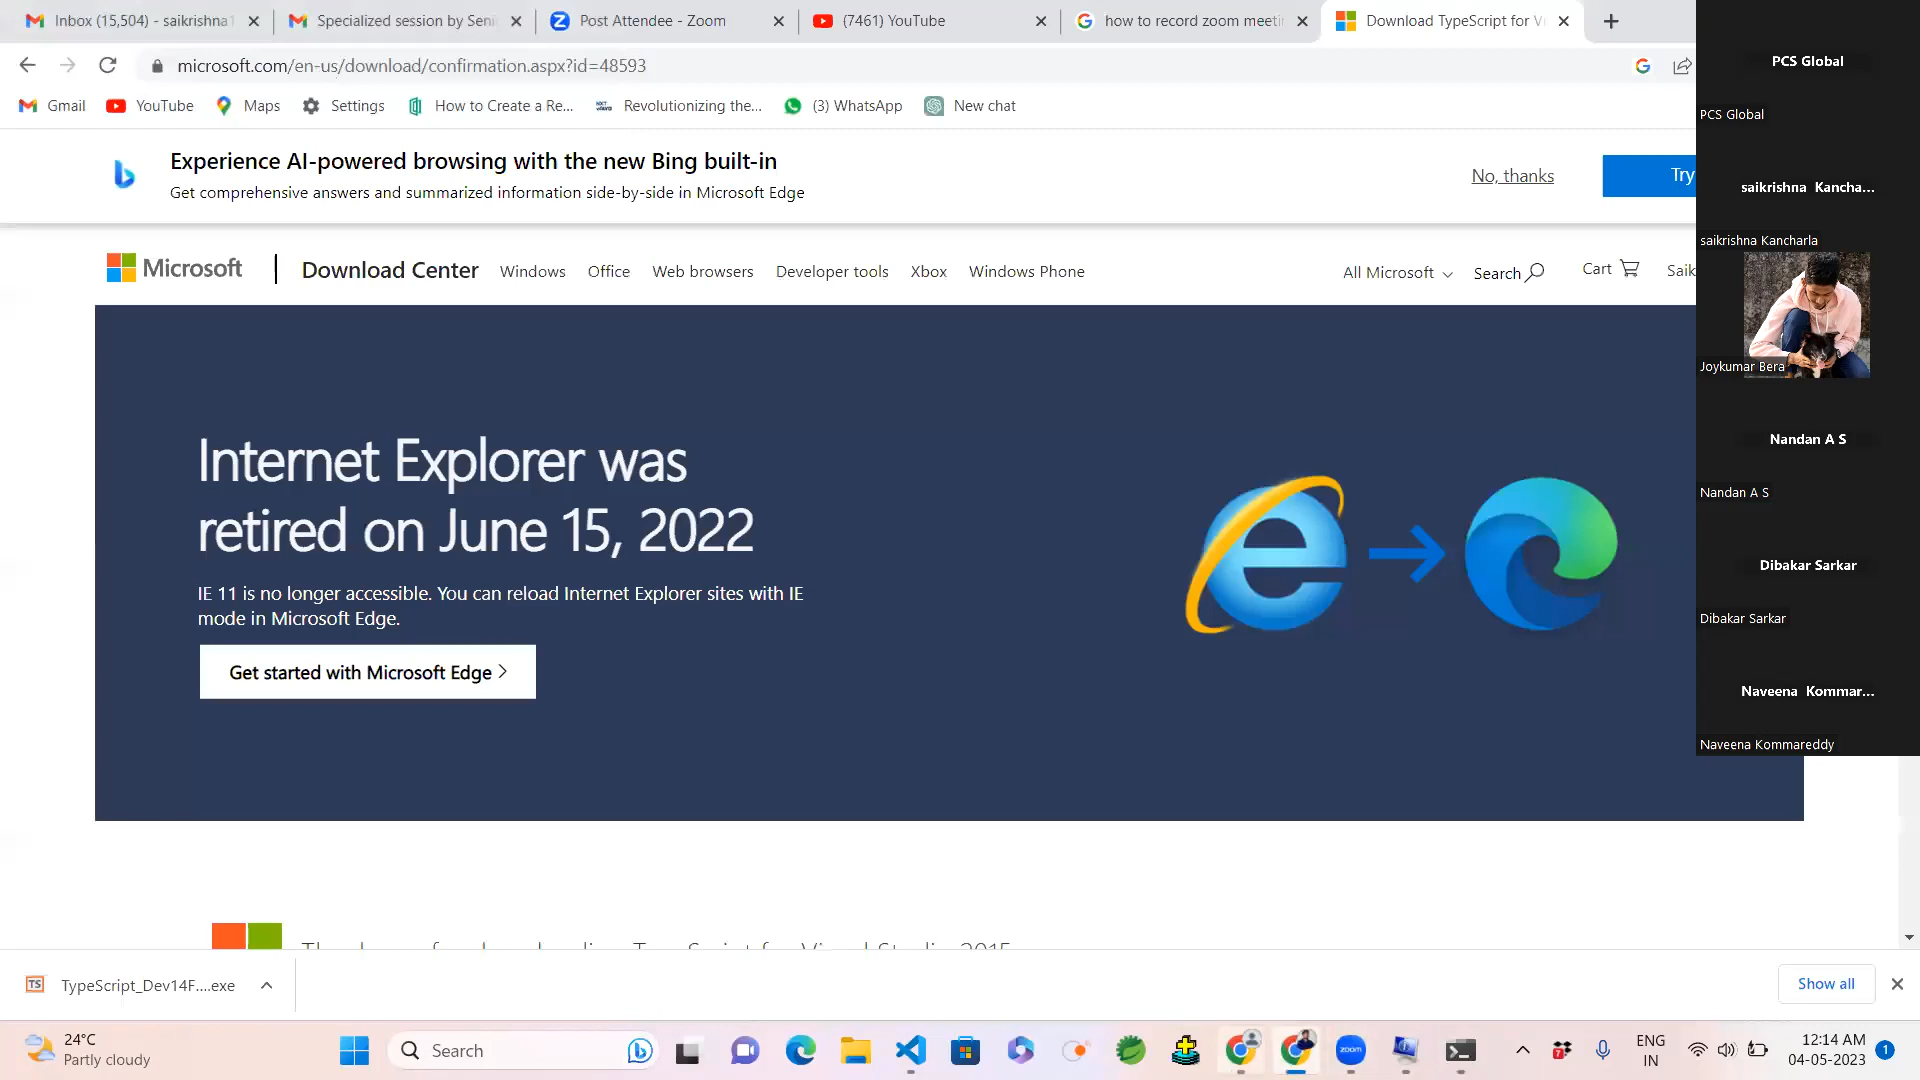 Inbox (15,504) - saikrishna1
Specialized session by Seni
Post Attendee - Zoom
(7461) YouTube
how to record zoom meeti
Download TypeScript for V
microsoft.com/en-us/download/confirmation.aspx?id=48593
Gmail
YouTube
Maps
Settings
How to Create a Re...
Revolutionizing the...
(3) WhatsApp
New chat
Experience AI-powered browsing with the new Bing built-in
Get comprehensive answers and summarized information side-by-side in Microsoft Edge
No, thanks
Try
Microsoft
Download Center
Windows
Office
Web browsers
Developer tools
Xbox
Windows Phone
All Microsoft
Search
Cart
Saik
Internet Explorer was
retired on June 15, 2022
IE 11 is no longer accessible. You can reload Internet Explorer sites with IE
mode in Microsoft Edge.
Get started with Microsoft Edge
PCS Global
PCS Global
saikrishna Kancha...
saikrishna Kancharla
Joykumar Bera
Nandan A S
Nandan A S
Dibakar Sarkar
Dibakar Sarkar
Naveena Kommar...
Naveena Kommareddy
TS
TypeScript_Dev14F....exe
Show all
24°C
Partly cloudy
Search
zoom
ENG
IN
12:14 AM
04-05-2023
1